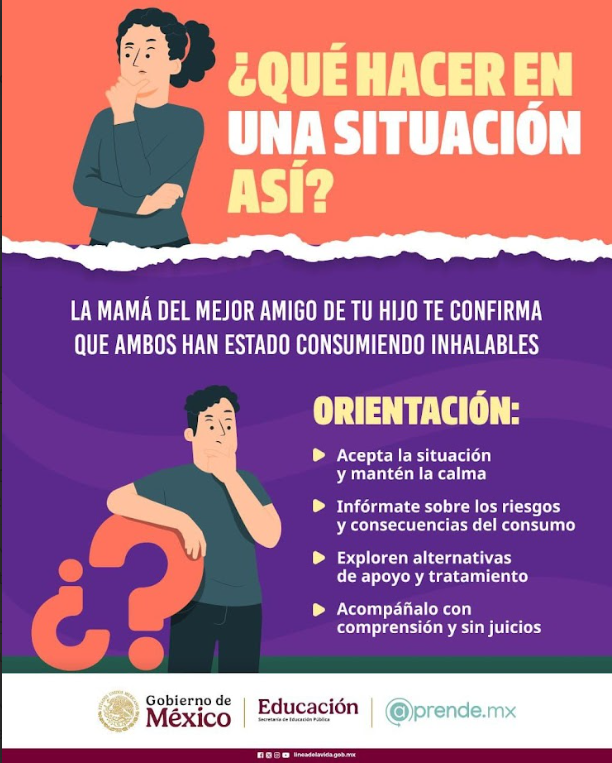 ¿QUÉ HACER EN
UNA SITUACIÓN
ASÍ?
LA MAMÁ DEL MEJOR AMIGO DE TU HIJO TE CONFIRMA
QUE AMBOS HAN ESTADO CONSUMIENDO INHALABLES
ORIENTACIÓN:
Acepta la situación
y mantén la calma
Infórmate sobre los riesgos
y consecuencias del consumo
Exploren alternativas
de apoyo y tratamiento
Acompáñalo con
comprensión y sin juicios
¿?
Gobierno de
México
Educación
Secretaría de Educación Pública
@prende.mx
lineadelavida.gob.mx